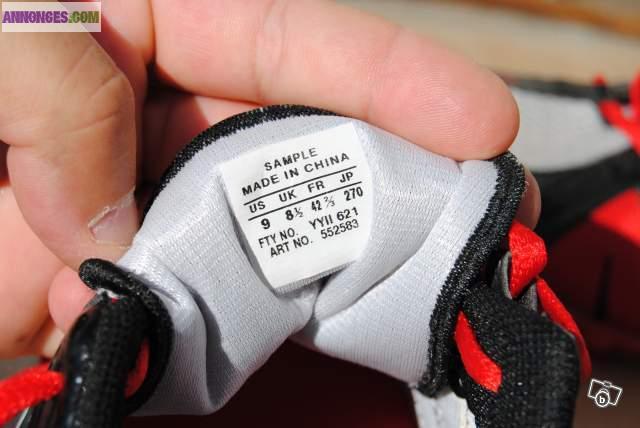 ANNONCES.COM
SAMPLE
MADE IN CHINA
US UK FR JP
9 8½ 42⅔ 270
FTY NO. YYII 621
ART NO. 552583
b